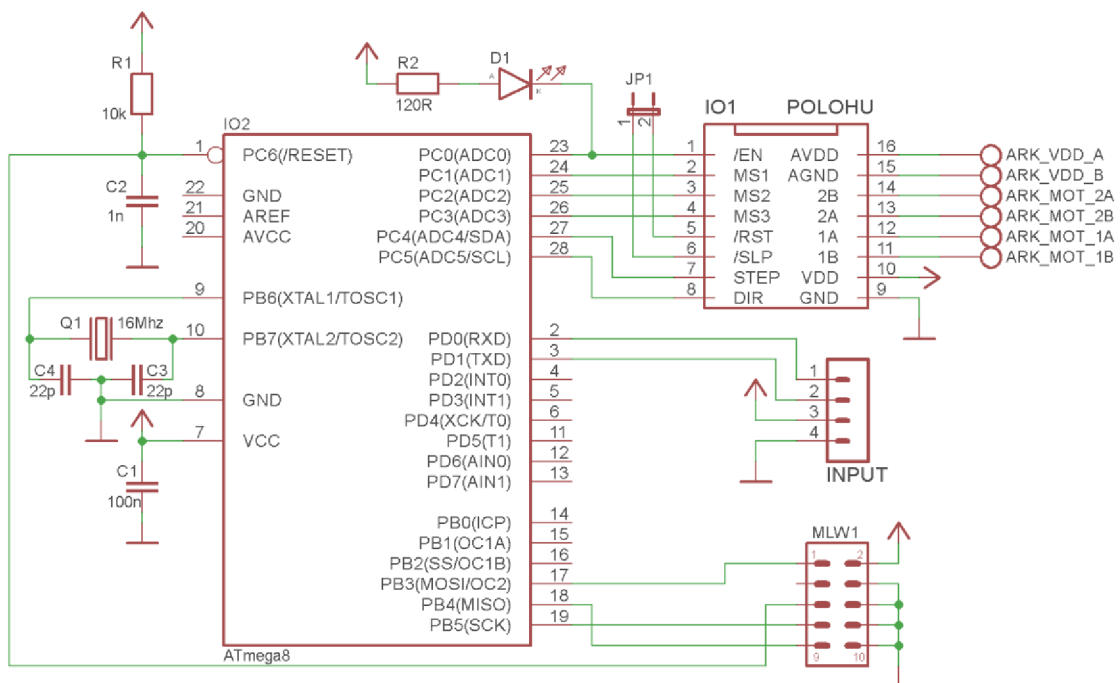 R1
10k
C2
1n
R2
120R
D1
A
K
JP1
1
2
IO1
POLOHU
1 /EN AVDD 16 ARK_VDD_A
2 MS1 AGND 15 ARK_VDD_B
3 MS2 2B 14 ARK_MOT_2A
4 MS3 2A 13 ARK_MOT_2B
5 /RST 1A 12 ARK_MOT_1A
6 /SLP 1B 11 ARK_MOT_1B
7 STEP VDD 10
8 DIR GND 9
IO2
1 PC6(/RESET) PC0(ADC0) 23
PC1(ADC1) 24
22 GND PC2(ADC2) 25
21 AREF PC3(ADC3) 26
20 AVCC PC4(ADC4/SDA) 27
PC5(ADC5/SCL) 28
9 PB6(XTAL1/TOSC1)
10 PB7(XTAL2/TOSC2) PD0(RXD) 2
PD1(TXD) 3
PD2(INT0) 4
8 GND PD3(INT1) 5
PD4(XCK/T0) 6
7 VCC PD5(T1) 11
PD6(AIN0) 12
PD7(AIN1) 13
PB0(ICP) 14
PB1(OC1A) 15
PB2(SS/OC1B) 16
PB3(MOSI/OC2) 17
PB4(MISO) 18
PB5(SCK) 19
ATmega8
Q1
16Mhz
C4
22p
C3
22p
C1
100n
1
2
3
4
INPUT
MLW1
1 2
9 10